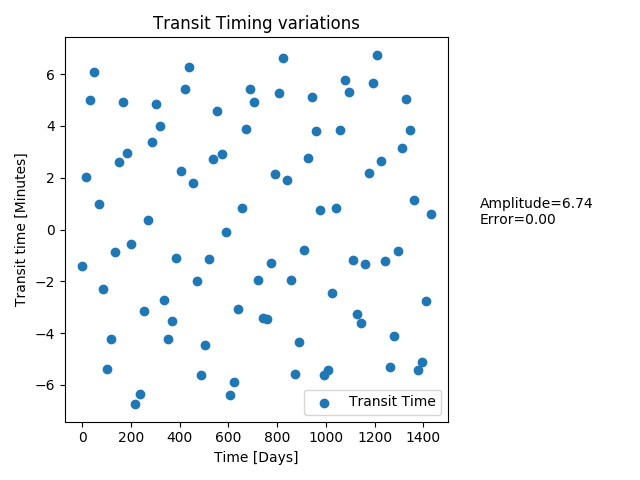 Transit Timing variations
Transit time [Minutes]
6
4
2
0
−2
−4
−6
Amplitude=6.74
Error=0.00
Transit Time
0 200 400 600 800 1000 1200 1400
Time [Days]